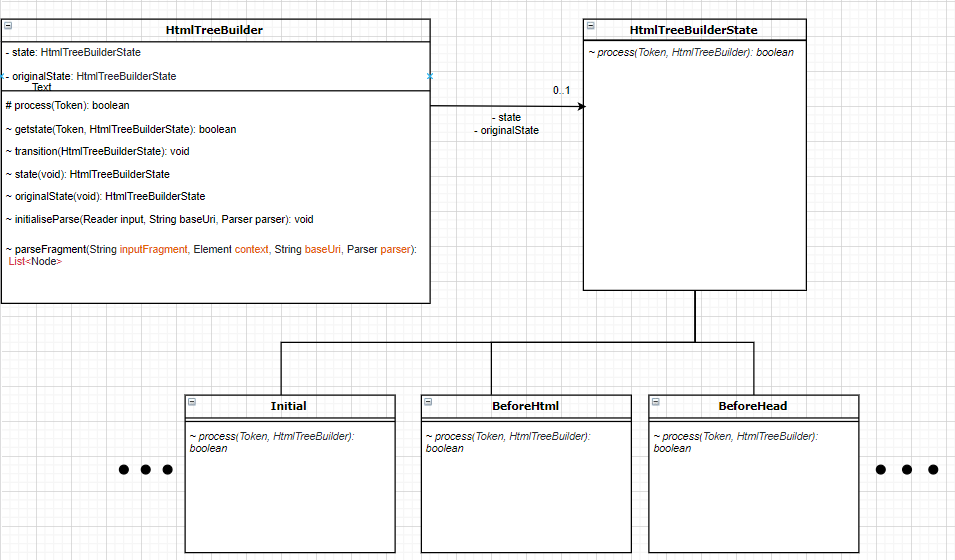 HtmlTreeBuilder
- state: HtmlTreeBuilderState
- originalState: HtmlTreeBuilderState
Text
# process(Token): boolean
~ getstate(Token, HtmlTreeBuilderState): boolean
~ transition(HtmlTreeBuilderState): void
~ state(void): HtmlTreeBuilderState
~ originalState(void): HtmlTreeBuilderState
~ initialiseParse(Reader input, String baseUri, Parser parser): void
~ parseFragment(String inputFragment, Element context, String baseUri, Parser parser):
List<Node>
0..1
- state
- originalState
HtmlTreeBuilderState
~ process(Token, HtmlTreeBuilder): boolean
Initial
~ process(Token, HtmlTreeBuilder):
boolean
BeforeHtml
~ process(Token, HtmlTreeBuilder):
boolean
BeforeHead
~ process(Token, HtmlTreeBuilder):
boolean